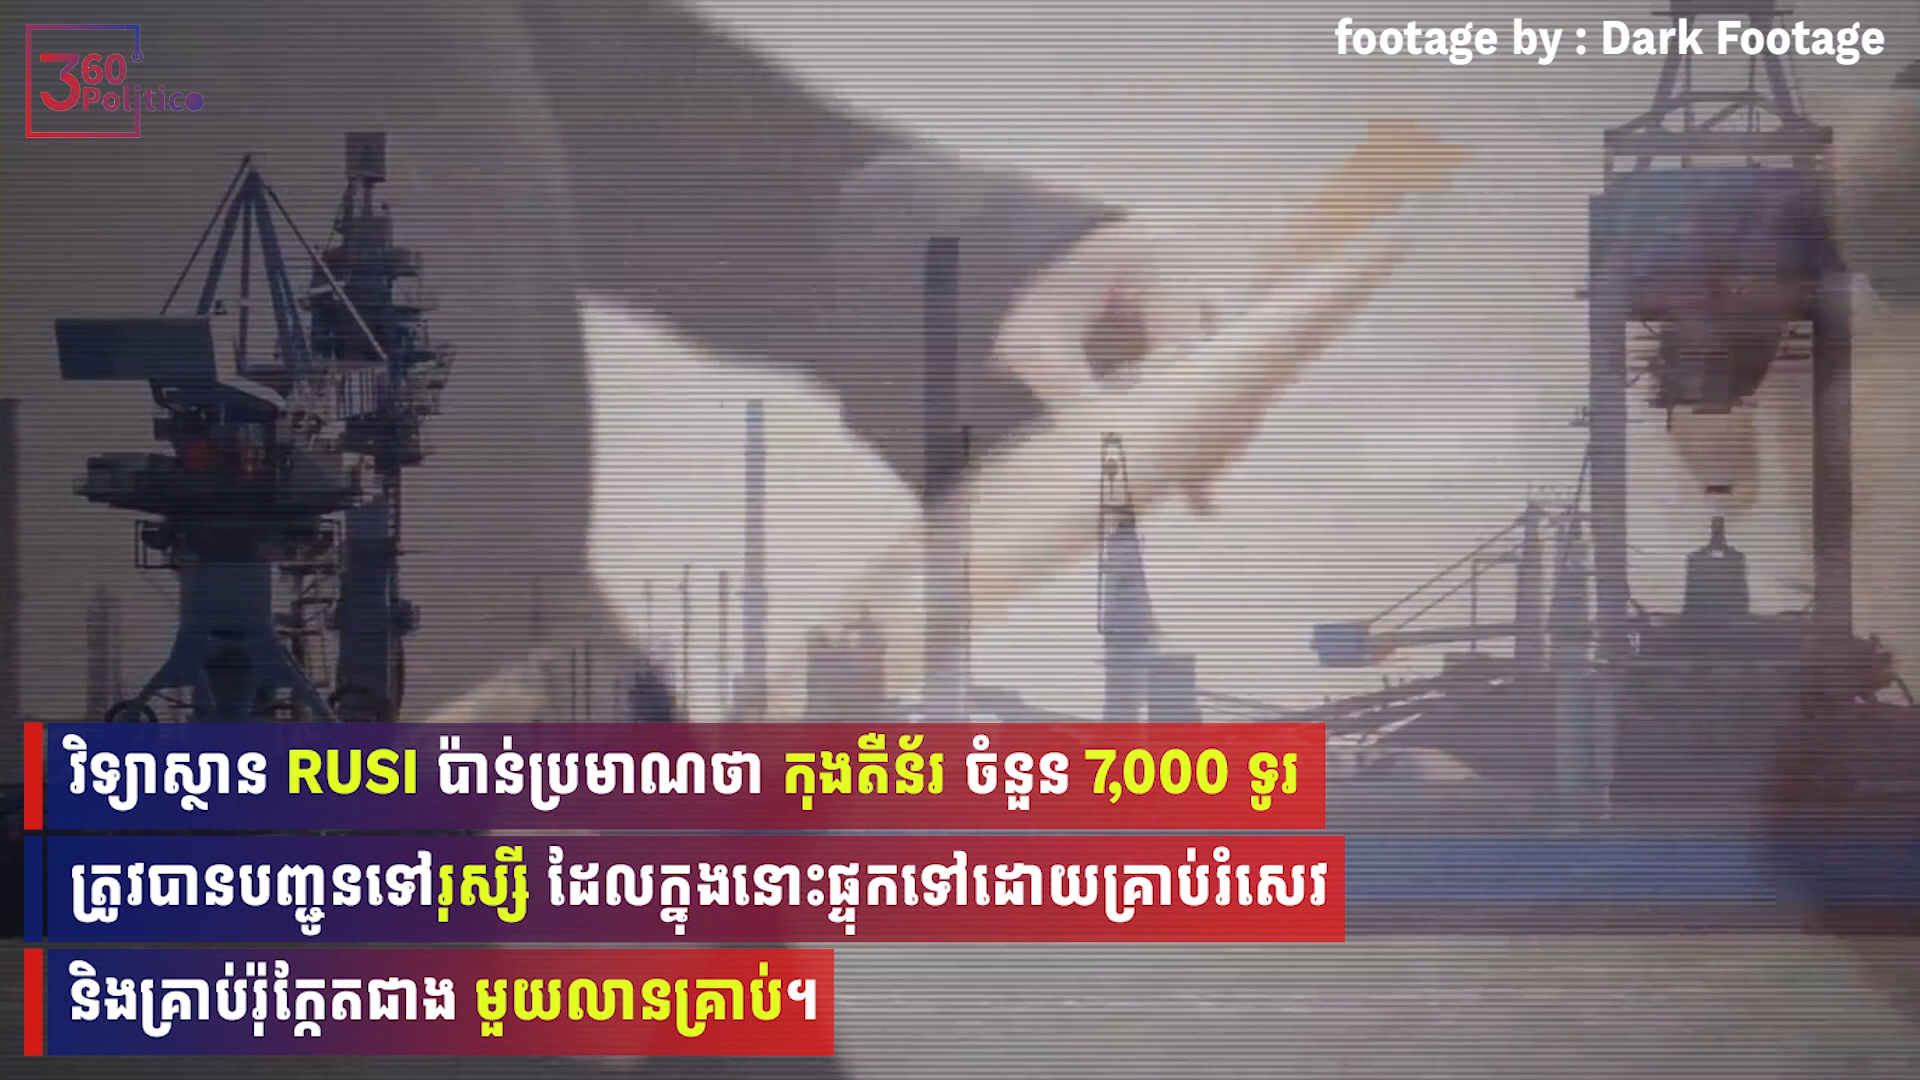 footage by : Dark Footage
360
Politico
វិទ្យាស្ថាន RUSI ប៉ាន់ប្រមាណថា កុងតឺន័រ ចំនួន 7,000 ទូរ
ត្រូវបានបញ្ជូនទៅរុស្ស៊ី ដែលក្នុងនោះផ្ទុកទៅដោយគ្រាប់រំសេវ
និងគ្រាប់រ៉ុក្កែតជាង មួយលានគ្រាប់។